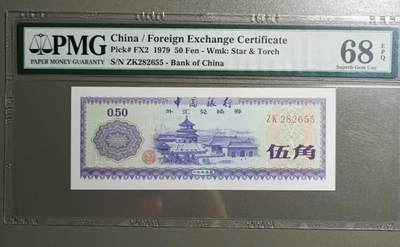 PMG
PAPER MONEY GUARANTY
China / Foreign Exchange Certificate
Pick# FX2 1979 50 Fen - Wmk: Star & Torch
S/N ZK282655 - Bank of China
68 EPQ
Superb Gem Unc
中国银行
外汇兑换券
0.50
ZK 282655
伍角